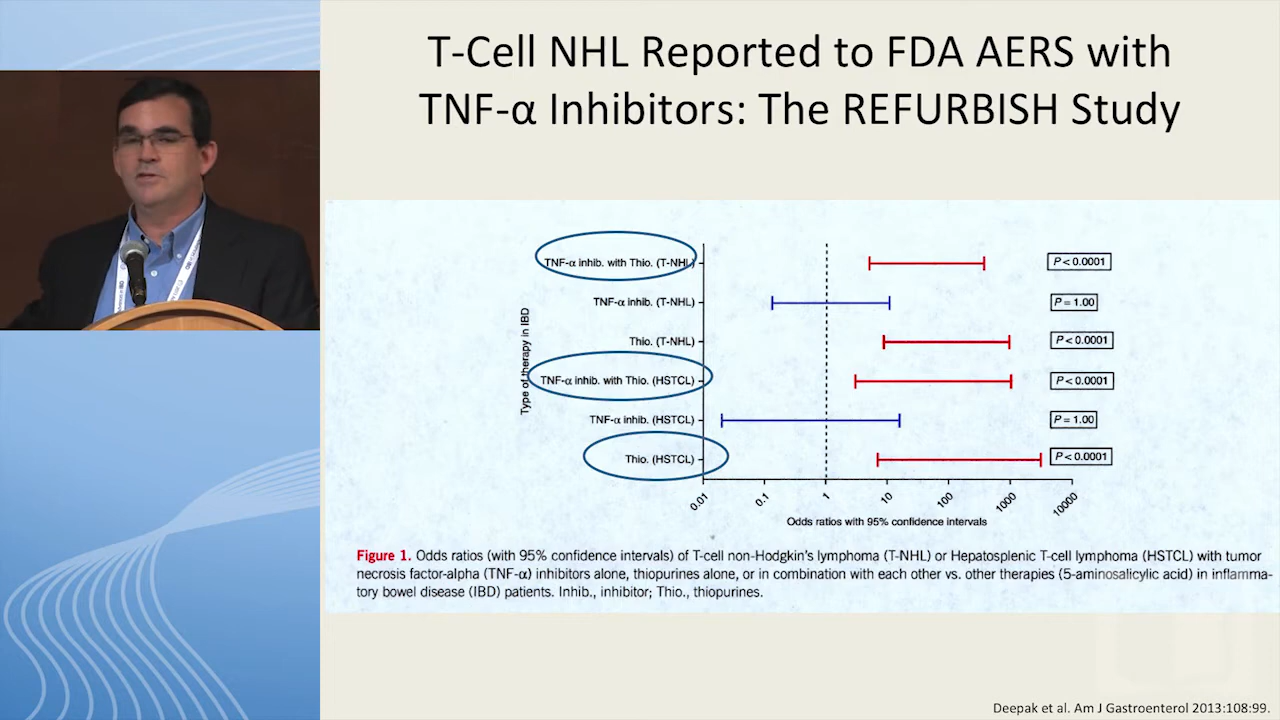 T-Cell NHL Reported to FDA AERS with
TNF-α Inhibitors: The REFURBISH Study
TNF-α inhib. with Thio. (T-NHL)
P < 0.0001
TNF-α inhib. (T-NHL)
P = 1.00
Thio. (T-NHL)
P < 0.0001
Type of therapy in IBD
TNF-α inhib. with Thio. (HSTCL)
P < 0.0001
TNF-α inhib. (HSTCL)
P = 1.00
Thio. (HSTCL)
P < 0.0001
0.01 0.1 1 10 100 1000 10000
Odds ratios with 95% confidence intervals
Figure 1. Odds ratios (with 95% confidence intervals) of T-cell non-Hodgkin's lymphoma (T-NHL) or Hepatosplenic T-cell lymphoma (HSTCL) with tumor
necrosis factor-alpha (TNF-α) inhibitors alone, thiopurines alone, or in combination with each other vs. other therapies (5-aminosalicylic acid) in inflamma-
tory bowel disease (IBD) patients. Inhib., inhibitor; Thio., thiopurines.
Deepak et al. Am J Gastroenterol 2013:108:99.